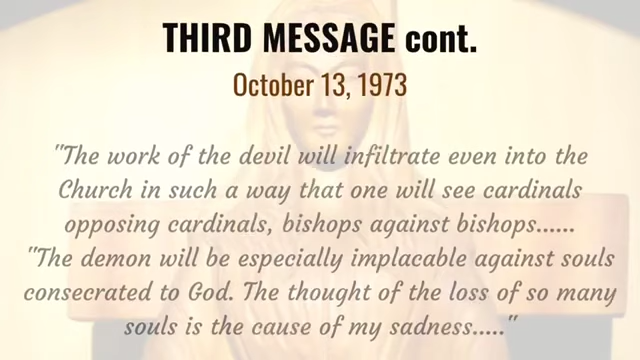 THIRD MESSAGE cont.
October 13, 1973
"The work of the devil will infiltrate even into the
Church in such a way that one will see cardinals
opposing cardinals, bishops against bishops......
"The demon will be especially implacable against souls
consecrated to God. The thought of the loss of so many
souls is the cause of my sadness....."